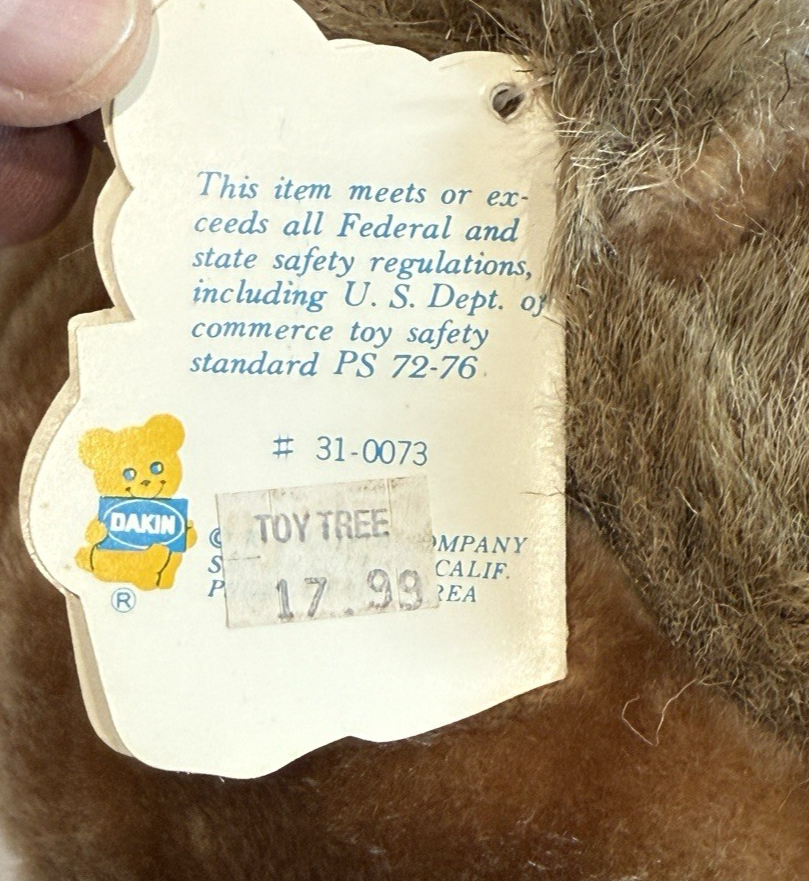 This item meets or ex-
ceeds all Federal and
state safety regulations,
including U. S. Dept. of
commerce toy safety
standard PS 72-76
# 31-0073
DAKIN
®
TOY TREE
17.99
©
OMPANY
S
CALIF.
P
REA